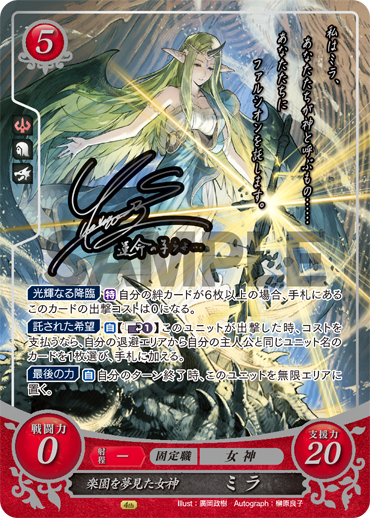 5
私はミラ、
あなたたちが神と呼ぶもの……
あなたたちに
ファルシオンを託します。
SAMPLE
光輝なる降臨 特 自分の絆カードが6枚以上の場合、手札にある
このカードの出撃コストは0になる。
託された希望 自 【1】このユニットが出撃した時、コストを
支払うなら、自分の退避エリアから自分の主人公と同じユニット名の
カードを1枚選び、手札に加える。
最後の力 自 自分のターン終了時、このユニットを無限エリアに
置く。
戦闘力
0
射程 ー
固定職
女神
支援力
20
楽園を夢見た女神 ミラ
4th
Illust:廣岡政樹 Autograph:榊原良子